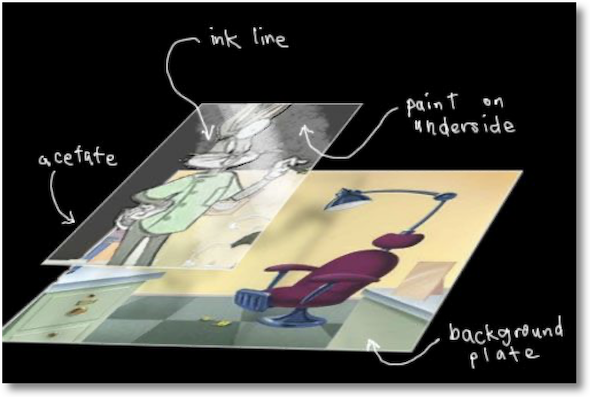 ink line
paint on
underside
acetate
background
plate